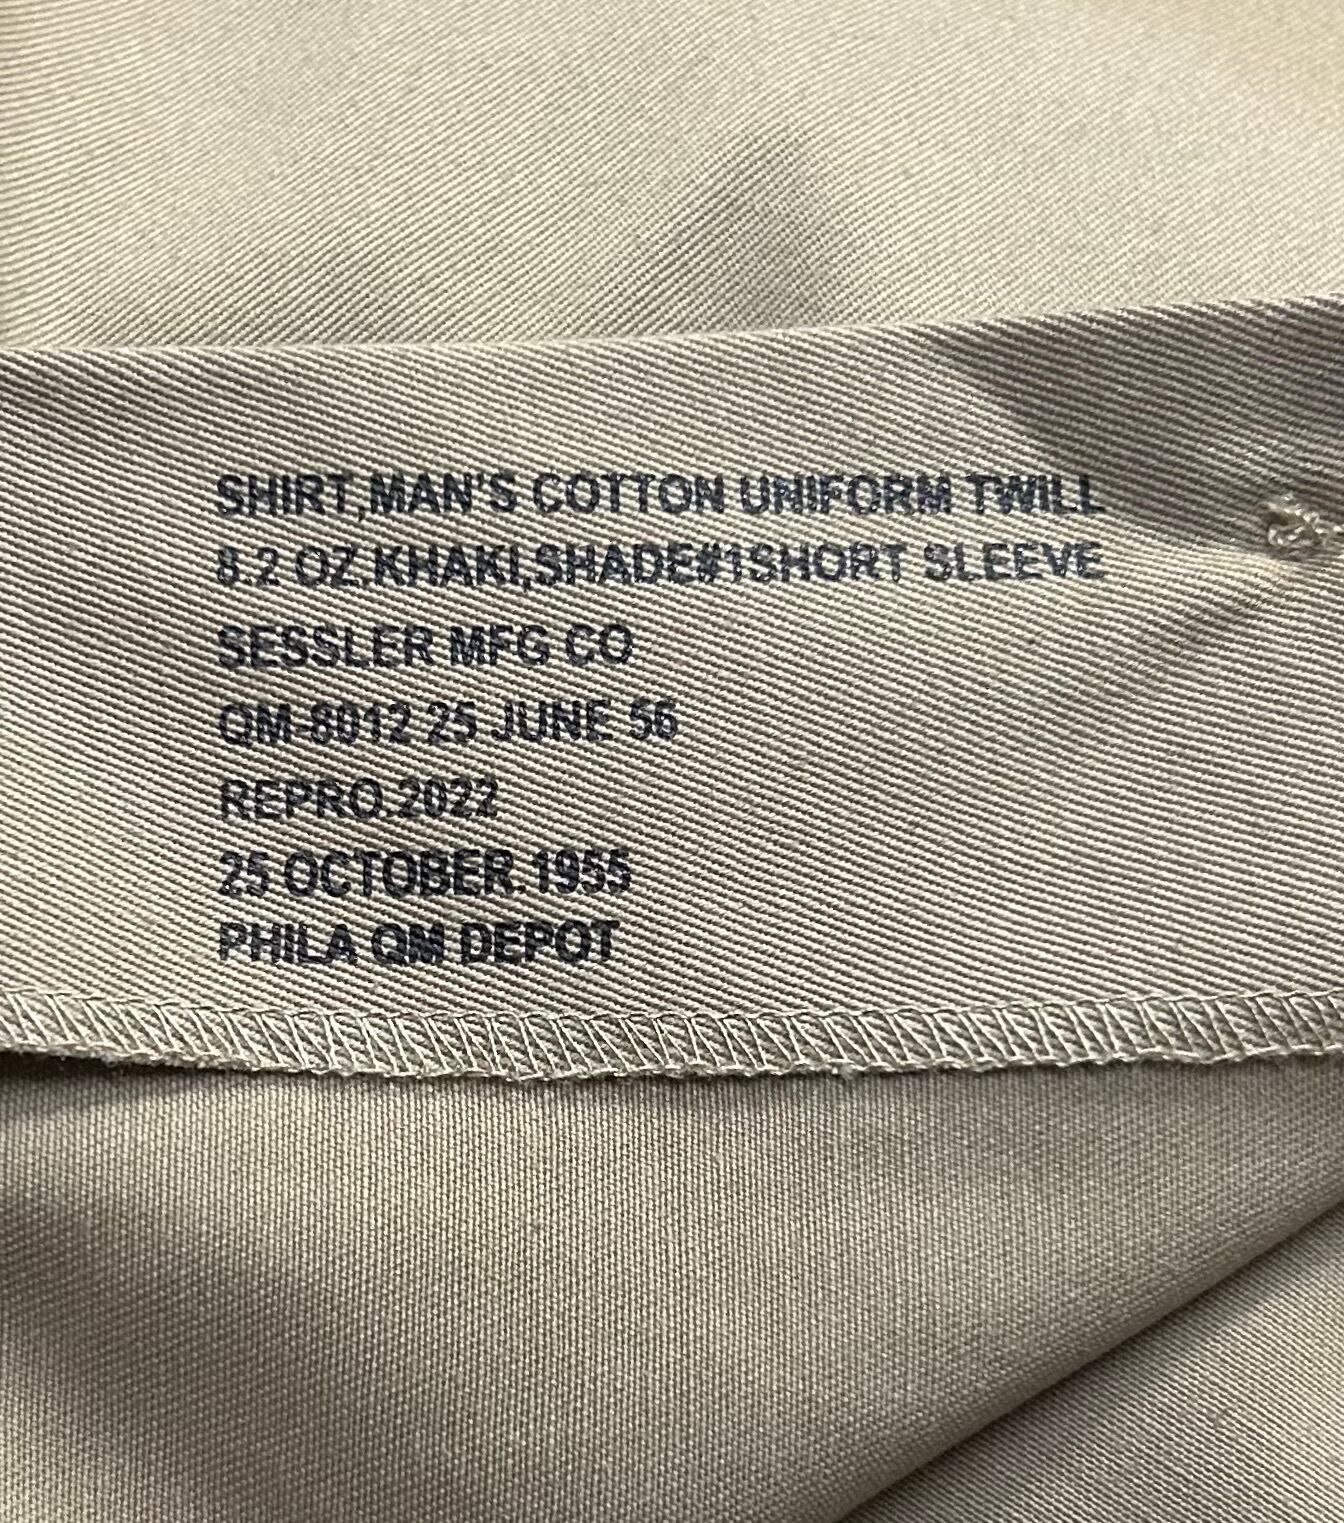 SHIRT,MAN'S COTTON UNIFORM TWILL
8.2 OZ,KHAKI,SHADE#1SHORT SLEEVE
SESSLER MFG CO
QM-8012 25 JUNE 56
REPRO.2022
25 OCTOBER.1955
PHILA QM DEPOT